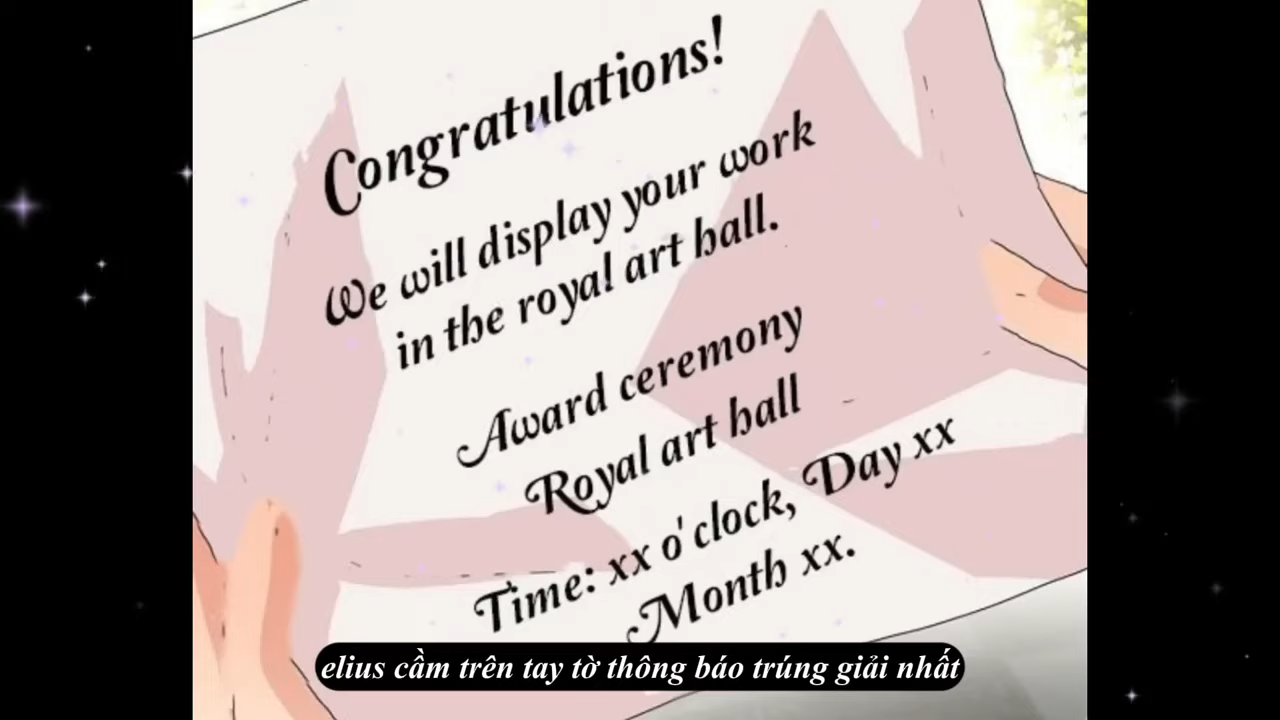 Congratulations!
We will display your work
in the royal art hall.
Award ceremony
Royal art hall
Time: xx o'clock, Day xx
Month xx.
elius cầm trên tay tờ thông báo trúng giải nhất